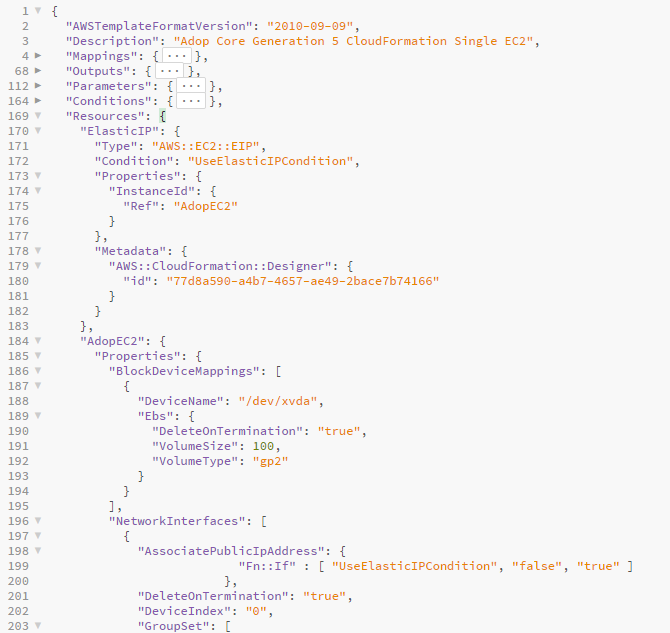 1 {
2 "AWSTemplateFormatVersion": "2010-09-09",
3 "Description": "Adop Core Generation 5 CloudFormation Single EC2",
4 "Mappings": { ... },
68 "Outputs": { ... },
112 "Parameters": { ... },
164 "Conditions": { ... },
169 "Resources": {
170 "ElasticIP": {
171 "Type": "AWS::EC2::EIP",
172 "Condition": "UseElasticIPCondition",
173 "Properties": {
174 "InstanceId": {
175 "Ref": "AdopEC2"
176 }
177 },
178 "Metadata": {
179 "AWS::CloudFormation::Designer": {
180 "id": "77d8a590-a4b7-4657-ae49-2bace7b74166"
181 }
182 }
183 },
184 "AdopEC2": {
185 "Properties": {
186 "BlockDeviceMappings": [
187 {
188 "DeviceName": "/dev/xvda",
189 "Ebs": {
190 "DeleteOnTermination": "true",
191 "VolumeSize": 100,
192 "VolumeType": "gp2"
193 }
194 }
195 ],
196 "NetworkInterfaces": [
197 {
198 "AssociatePublicIpAddress": {
199 "Fn::If" : [ "UseElasticIPCondition", "false", "true" ]
200 },
201 "DeleteOnTermination": "true",
202 "DeviceIndex": "0",
203 "GroupSet": [